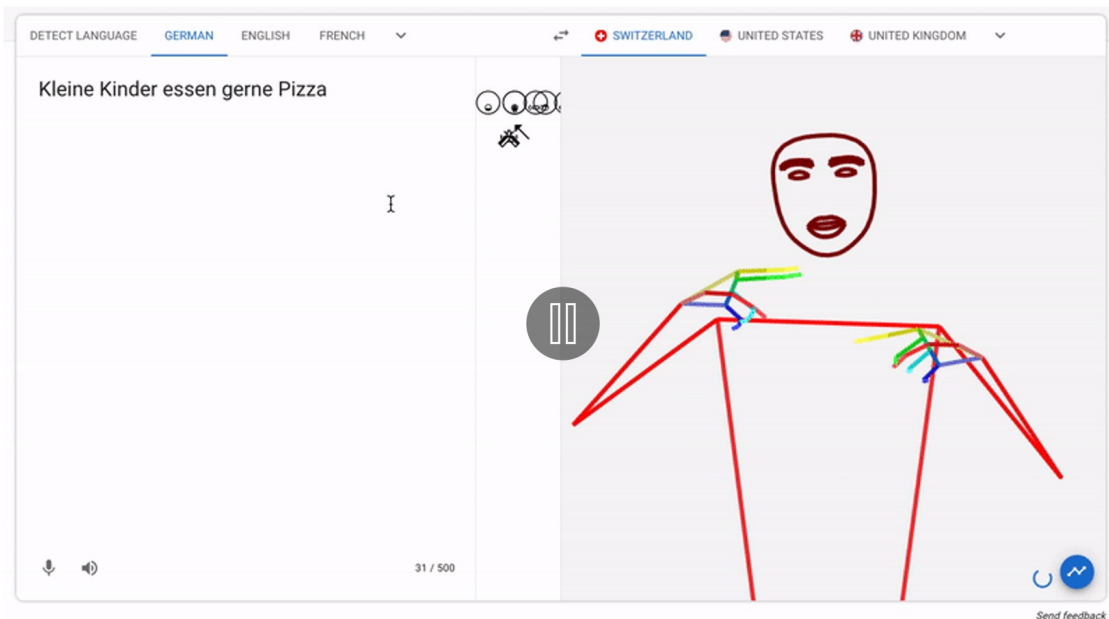 DETECT LANGUAGE GERMAN ENGLISH FRENCH SWITZERLAND UNITED STATES UNITED KINGDOM
Kleine Kinder essen gerne Pizza
31 / 500
Send feedback